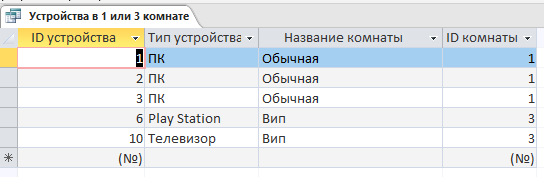 Устройства в 1 или 3 комнате
ID устройства Тип устройства Название комнаты ID комнаты
1 ПК Обычная 1
2 ПК Обычная 1
3 ПК Обычная 1
6 Play Station Вип 3
10 Телевизор Вип 3
(№) (№)